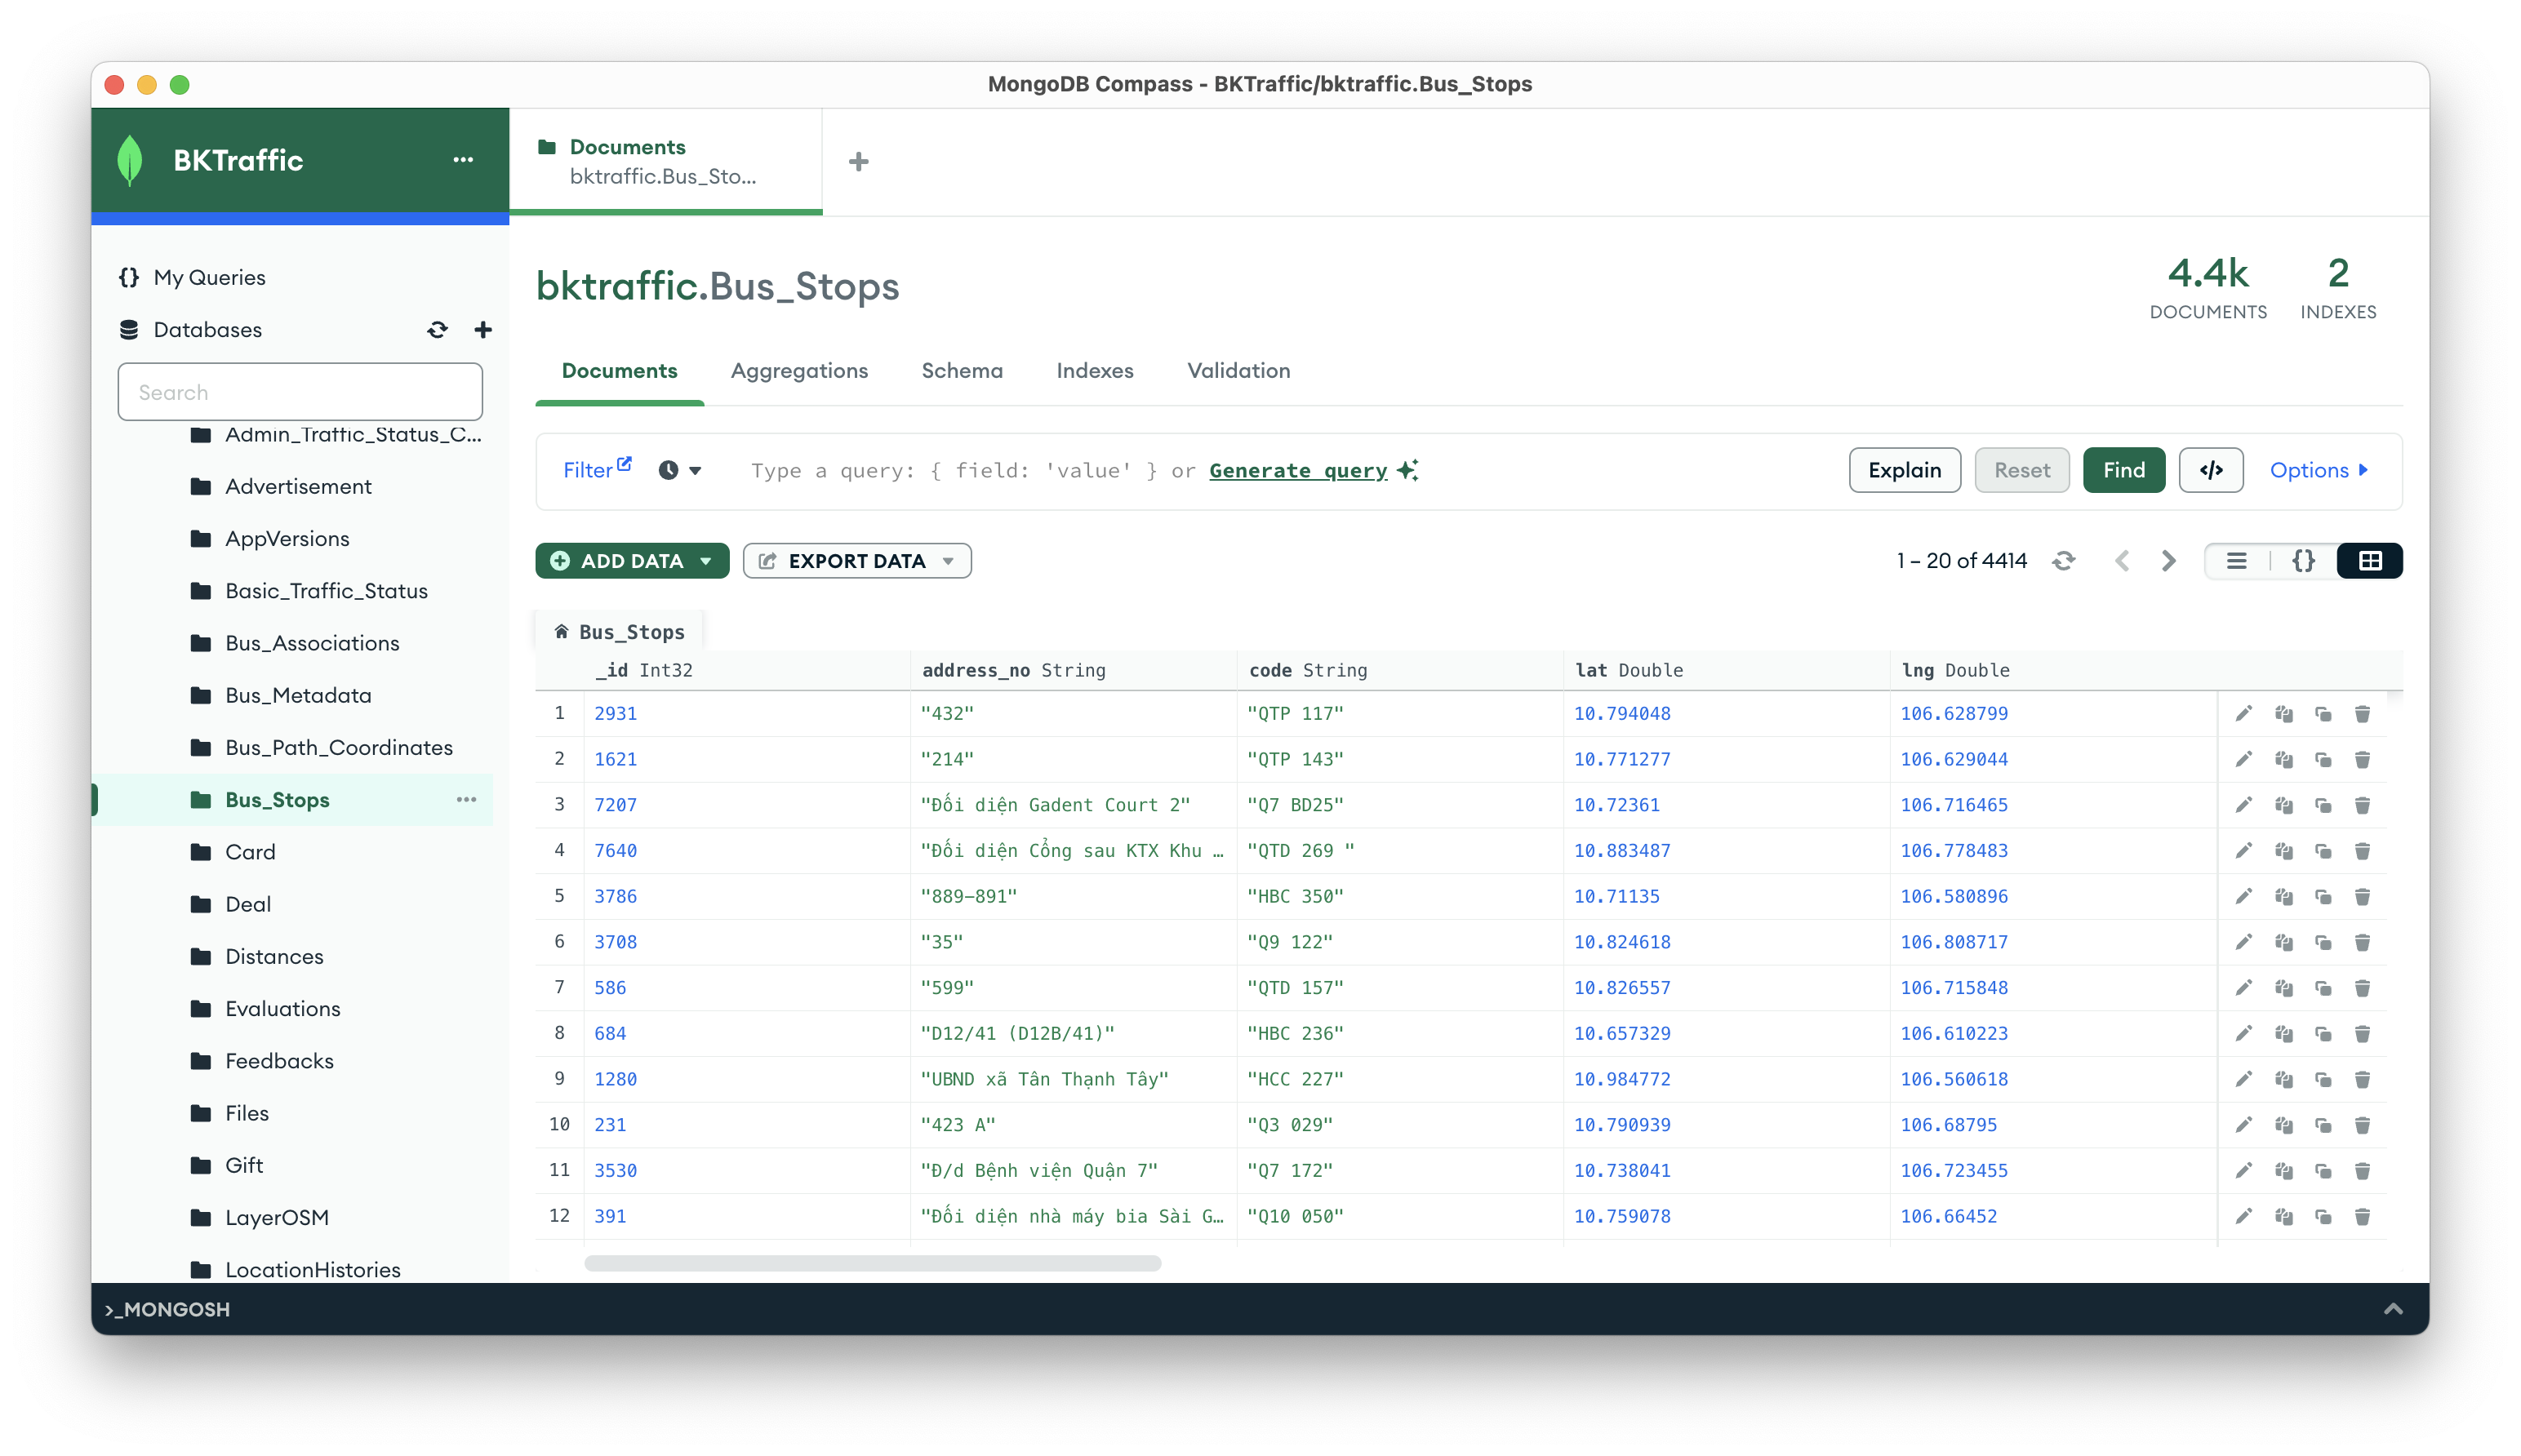 MongoDB Compass - BKTraffic/bktraffic.Bus_Stops
BKTraffic
Documents
bktraffic.Bus_Sto...
My Queries
Databases
Search
Admin_Traffic_Status_C...
Advertisement
AppVersions
Basic_Traffic_Status
Bus_Associations
Bus_Metadata
Bus_Path_Coordinates
Bus_Stops
Card
Deal
Distances
Evaluations
Feedbacks
Files
Gift
LayerOSM
LocationHistories
bktraffic.Bus_Stops
4.4k
DOCUMENTS
2
INDEXES
Documents Aggregations Schema Indexes Validation
Filter Type a query: { field: 'value' } or Generate query Explain Reset Find </> Options
ADD DATA EXPORT DATA 1 – 20 of 4414 {}
Bus_Stops
_id Int32 address_no String code String lat Double lng Double
1 2931 "432" "QTP 117" 10.794048 106.628799
2 1621 "214" "QTP 143" 10.771277 106.629044
3 7207 "Đối diện Gadent Court 2" "Q7 BD25" 10.72361 106.716465
4 7640 "Đối diện Cổng sau KTX Khu … "QTD 269 " 10.883487 106.778483
5 3786 "889–891" "HBC 350" 10.71135 106.580896
6 3708 "35" "Q9 122" 10.824618 106.808717
7 586 "599" "QTD 157" 10.826557 106.715848
8 684 "D12/41 (D12B/41)" "HBC 236" 10.657329 106.610223
9 1280 "UBND xã Tân Thạnh Tây" "HCC 227" 10.984772 106.560618
10 231 "423 A" "Q3 029" 10.790939 106.68795
11 3530 "Đ/d Bệnh viện Quận 7" "Q7 172" 10.738041 106.723455
12 391 "Đối diện nhà máy bia Sài G… "Q10 050" 10.759078 106.66452
>_MONGOSH